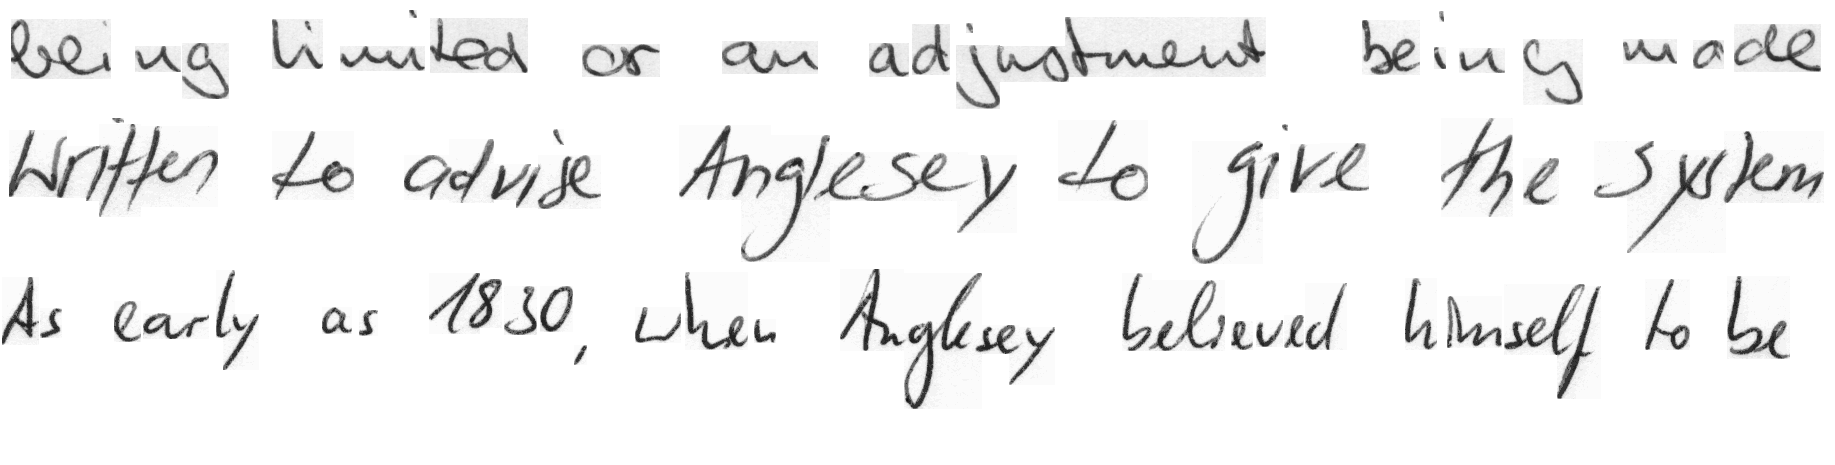 being limited or an adjustment being made
written to advise Anglesey to give the system
As early as 1830, when Anglesey believed himself to be